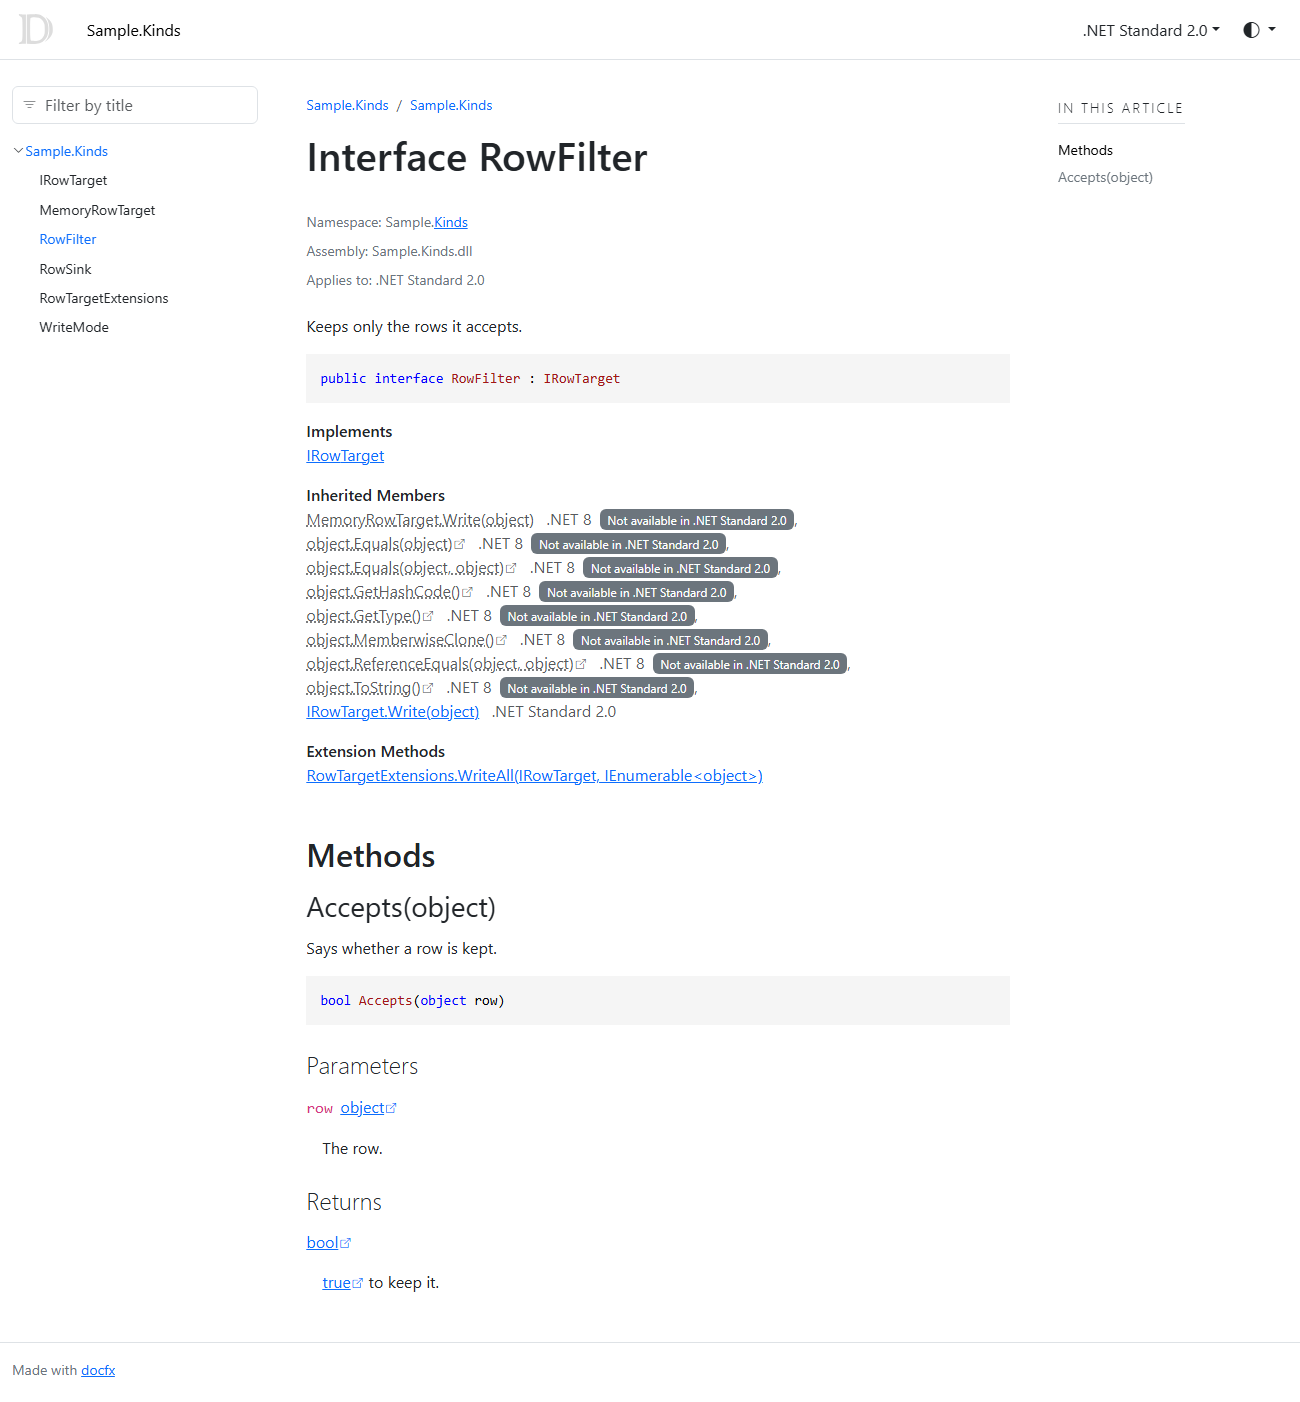 Sample.Kinds
.NET Standard 2.0
Filter by title
Sample.Kinds
IRowTarget
MemoryRowTarget
RowFilter
RowSink
RowTargetExtensions
WriteMode
Sample.Kinds / Sample.Kinds
Interface RowFilter
Namespace: Sample.Kinds
Assembly: Sample.Kinds.dll
Applies to: .NET Standard 2.0
Keeps only the rows it accepts.
public interface RowFilter : IRowTarget
Implements
IRowTarget
Inherited Members
MemoryRowTarget.Write(object) .NET 8 Not available in .NET Standard 2.0,
object.Equals(object) .NET 8 Not available in .NET Standard 2.0,
object.Equals(object, object) .NET 8 Not available in .NET Standard 2.0,
object.GetHashCode() .NET 8 Not available in .NET Standard 2.0,
object.GetType() .NET 8 Not available in .NET Standard 2.0,
object.MemberwiseClone() .NET 8 Not available in .NET Standard 2.0,
object.ReferenceEquals(object, object) .NET 8 Not available in .NET Standard 2.0,
object.ToString() .NET 8 Not available in .NET Standard 2.0,
IRowTarget.Write(object) .NET Standard 2.0
Extension Methods
RowTargetExtensions.WriteAll(IRowTarget, IEnumerable<object>)
Methods
Accepts(object)
Says whether a row is kept.
bool Accepts(object row)
Parameters
row object
The row.
Returns
bool
true to keep it.
IN THIS ARTICLE
Methods
Accepts(object)
Made with docfx